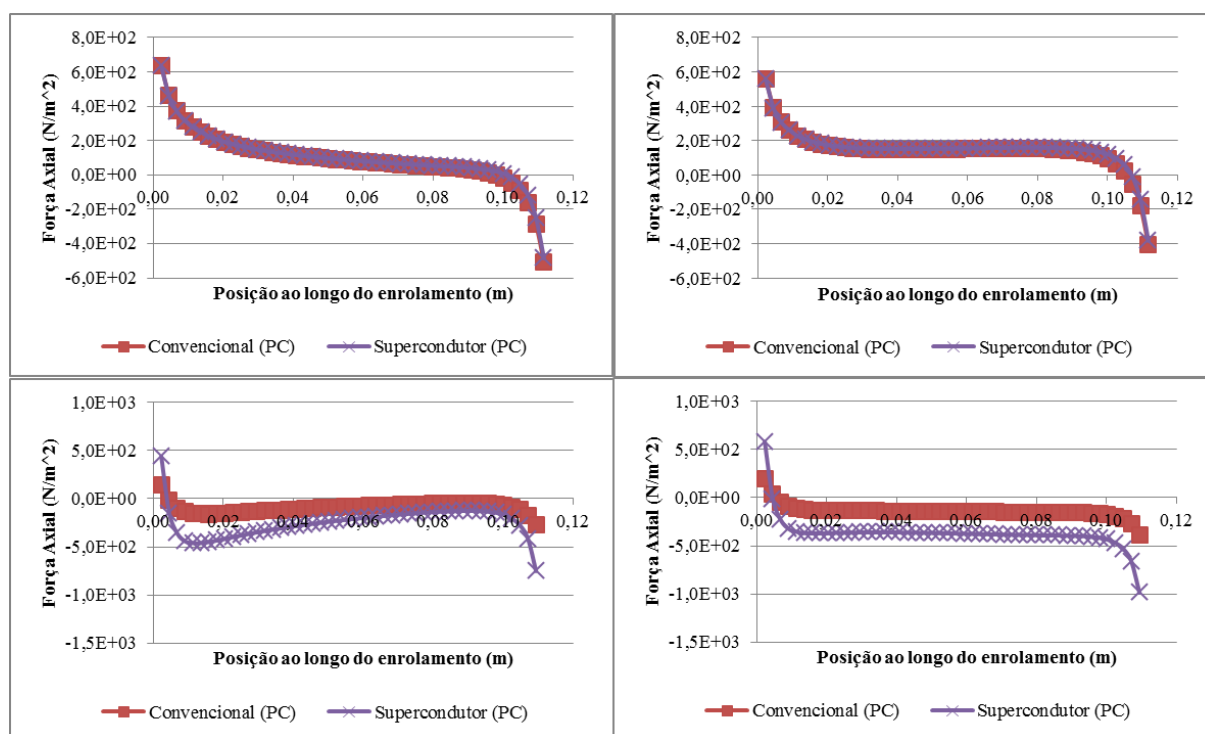 8,0E+02
6,0E+02
4,0E+02
2,0E+02
0,0E+00
-2,0E+02
-4,0E+02
-6,0E+02
0,00 0,02 0,04 0,06 0,08 0,10 0,12
Força Axial (N/m^2)
Posição ao longo do enrolamento (m)
Convencional (PC) Supercondutor (PC)
8,0E+02
6,0E+02
4,0E+02
2,0E+02
0,0E+00
-2,0E+02
-4,0E+02
-6,0E+02
0,00 0,02 0,04 0,06 0,08 0,10 0,12
Força Axial (N/m^2)
Posição ao longo do enrolamento (m)
Convencional (PC) Supercondutor (PC)
1,0E+03
5,0E+02
0,0E+00
-5,0E+02
-1,0E+03
-1,5E+03
0,00 0,02 0,04 0,06 0,08 0,10 0,12
Força Axial (N/m^2)
Posição ao longo do enrolamento (m)
Convencional (PC) Supercondutor (PC)
1,0E+03
5,0E+02
0,0E+00
-5,0E+02
-1,0E+03
-1,5E+03
0,00 0,02 0,04 0,06 0,08 0,10 0,12
Força Axial (N/m^2)
Posição ao longo do enrolamento (m)
Convencional (PC) Supercondutor (PC)